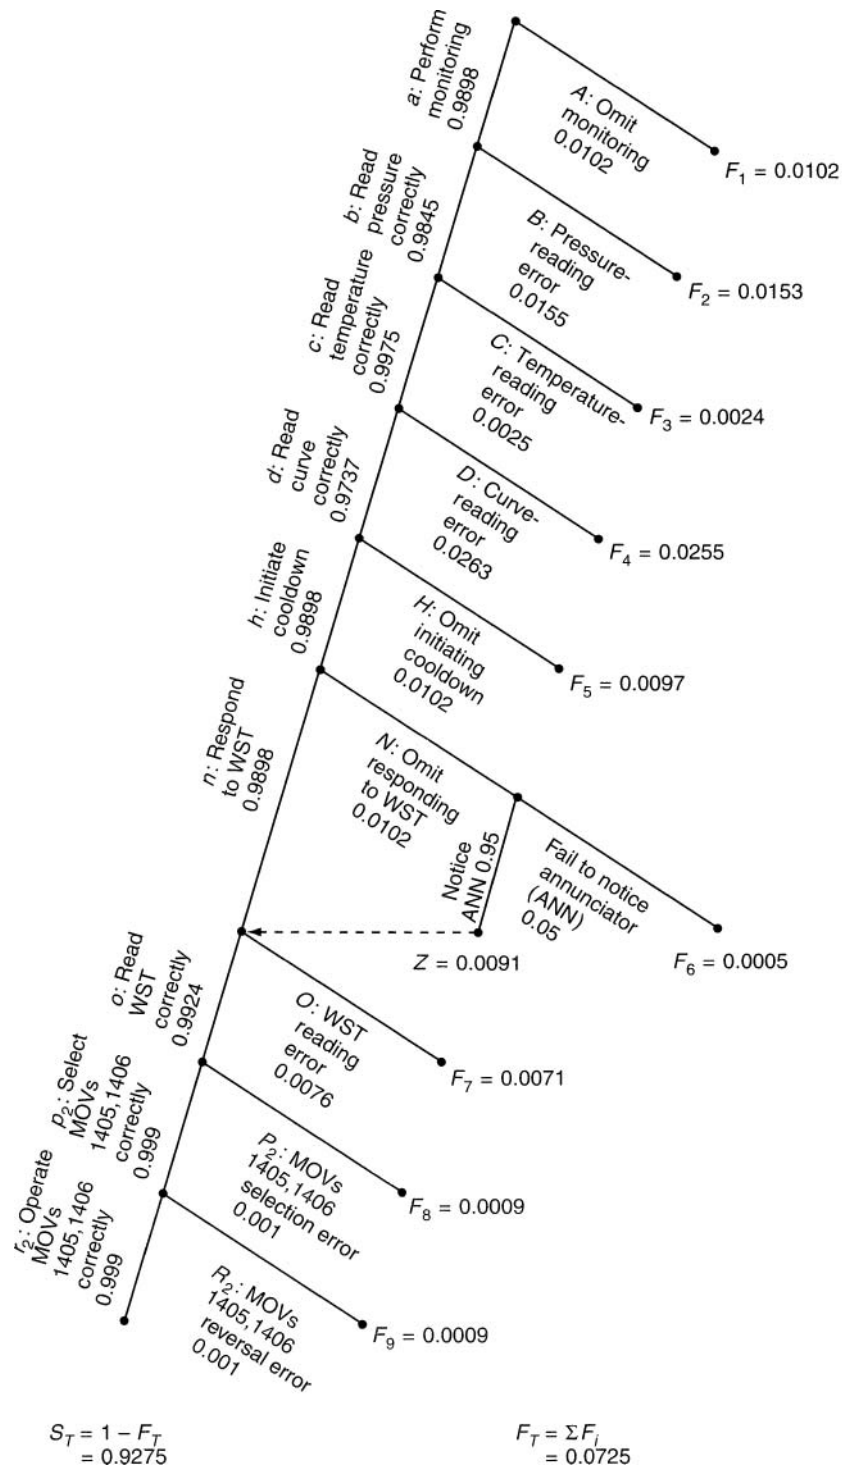 a: Perform
monitoring
0.9898
A: Omit
monitoring
0.0102
F₁ = 0.0102
b: Read
pressure
correctly
0.9845
B: Pressure-
reading
error
0.0155
F₂ = 0.0153
c: Read
temperature
correctly
0.9975
C: Temperature-
reading
error
0.0025
F₃ = 0.0024
d: Read
curve
correctly
0.9737
D: Curve-
reading
error
0.0263
F₄ = 0.0255
h: Initiate
cooldown
0.9898
H: Omit
initiating
cooldown
0.0102
F₅ = 0.0097
n: Respond
to WST
0.9898
N: Omit
responding
to WST
0.0102
Notice
ANN 0.95
Fail to notice
annunciator
(ANN)
0.05
Z = 0.0091
F₆ = 0.0005
o: Read
WST
correctly
0.9924
O: WST
reading
error
0.0076
F₇ = 0.0071
p₂: Select
MOVs
1405,1406
correctly
0.999
P₂: MOVs
1405,1406
selection error
0.001
F₈ = 0.0009
r₂: Operate
MOVs
1405,1406
correctly
0.999
R₂: MOVs
1405,1406
reversal error
0.001
F₉ = 0.0009
S_T = 1 − F_T
= 0.9275
F_T = ΣF_i
= 0.0725